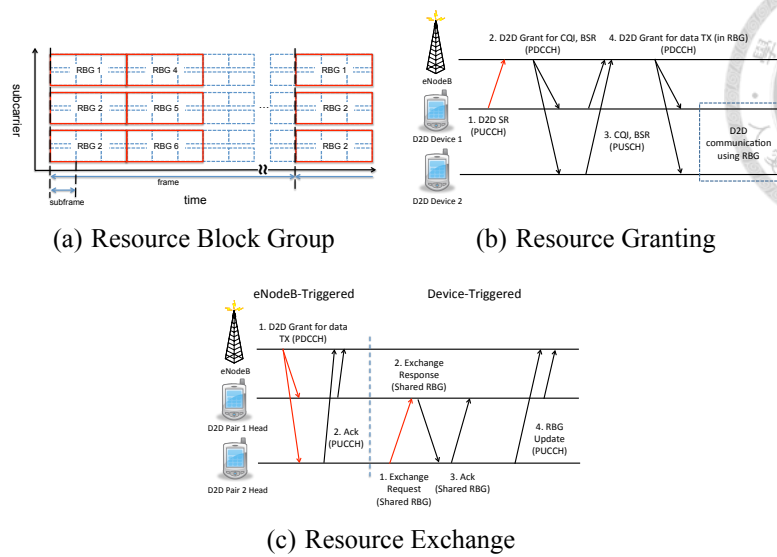 subcarrier
RBG 1 RBG 4 RBG 1
RBG 2 RBG 5 ... RBG 2
RBG 2 RBG 6 RBG 2
frame
subframe
time
(a) Resource Block Group
2. D2D Grant for CQI, BSR
(PDCCH)
4. D2D Grant for data TX (in RBG)
(PDCCH)
eNodeB
1. D2D SR
(PUCCH)
D2D Device 1
3. CQI, BSR
(PUSCH)
D2D
communication
using RBG
D2D Device 2
(b) Resource Granting
eNodeB-Triggered
Device-Triggered
1. D2D Grant for data
TX (PDCCH)
eNodeB
2. Exchange
Response
(Shared RBG)
D2D Pair 1 Head
2. Ack
(PUCCH)
4. RBG
Update
(PUCCH)
D2D Pair 2 Head
1. Exchange
Request
(Shared RBG)
3. Ack
(Shared RBG)
(c) Resource Exchange